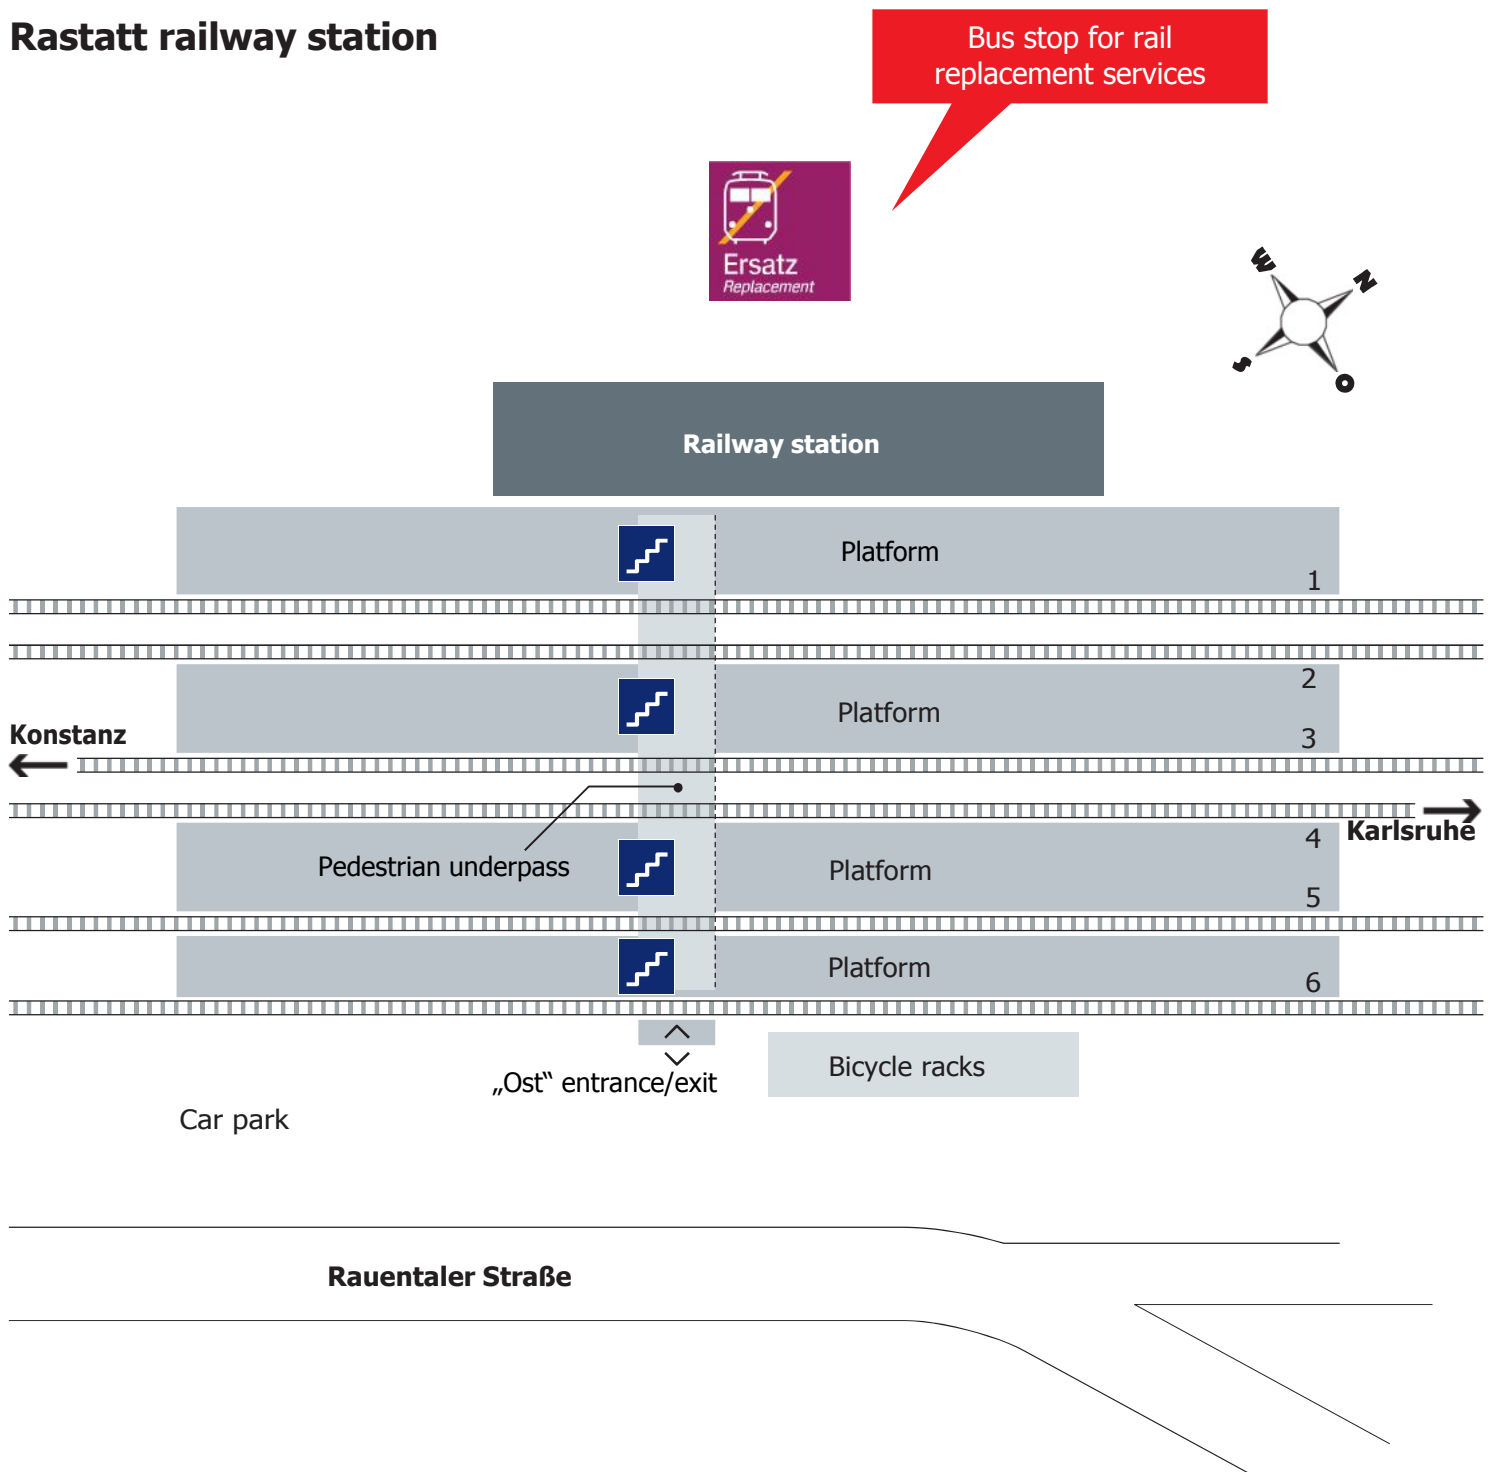 Rastatt railway station
Bus stop for rail
replacement services
Ersatz
Replacement
W
N
S
O
Railway station
Platform
1
2
Platform
3
Konstanz
4
Karlsruhe
Pedestrian underpass
Platform
5
Platform
6
„Ost“ entrance/exit
Bicycle racks
Car park
Rauentaler Straße